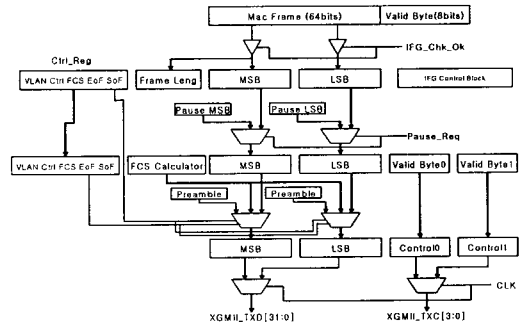 Mac Frame (64bits) Valid Byte(8bits)
IFG_Chk_Ok
Ctrl_Reg
VLAN Ctrl FCS EoF SoF Frame Leng MSB LSB IFG Control Block
Pause MSB Pause LSB
Pause_Req
VLAN Ctrl FCS EoF SoF FCS Calculator MSB LSB Valid Byte0 Valid Byte1
Preamble Preamble
MSB LSB Control0 Control1
CLK
XGMII_TXD[31:0] XGMII_TXC[3:0]